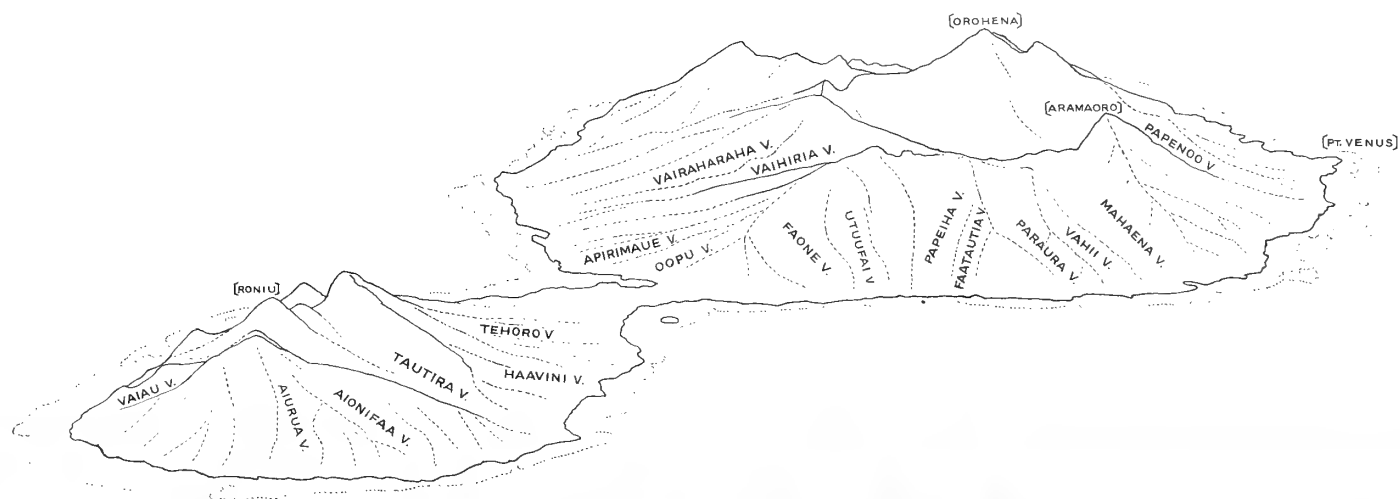 [OROHENA]
[ARAMAORO]
PAPENOO V
[PT. VENUS]
VAIRAHARAHA V.
VAIHIRIA V.
APIRIMAUE V.
OOPU V.
FAONE V.
UTUUFAI V
PAPEIHA V.
FAATAUTIA V.
PARAURA V.
VAHII V.
MAHAENA V.
[RONIU]
TEHORO V
HAAVINI V.
TAUTIRA V.
VAIAU V.
AIURUA V.
AIONIFAA V.